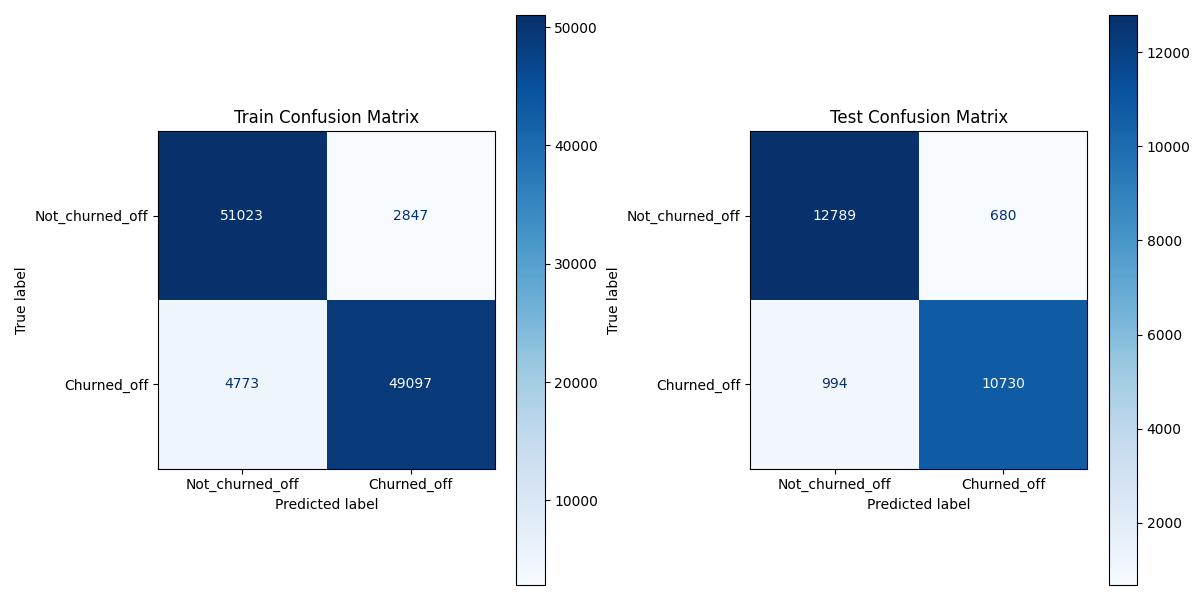 Train Confusion Matrix
True label
Not_churned_off
Churned_off
51023 2847
4773 49097
Not_churned_off Churned_off
Predicted label
50000
40000
30000
20000
10000
Test Confusion Matrix
True label
Not_churned_off
Churned_off
12789 680
994 10730
Not_churned_off Churned_off
Predicted label
12000
10000
8000
6000
4000
2000